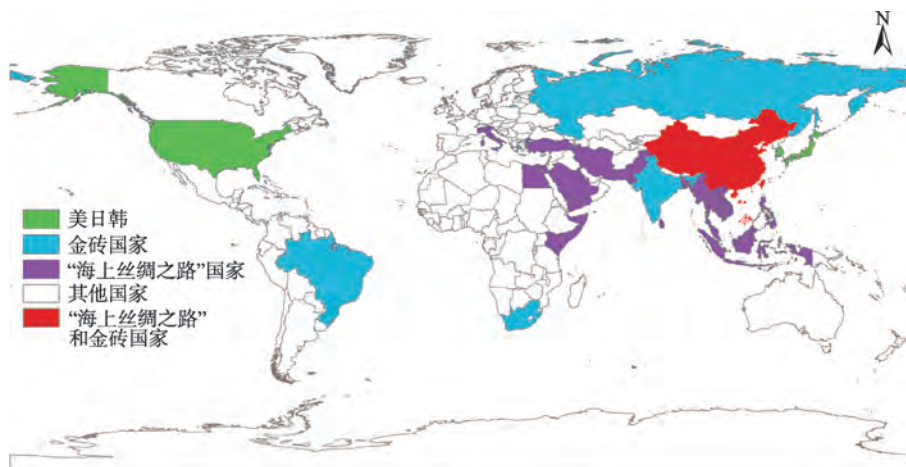 N
美日韩
金砖国家
“海上丝绸之路”国家
其他国家
“海上丝绸之路”
和金砖国家